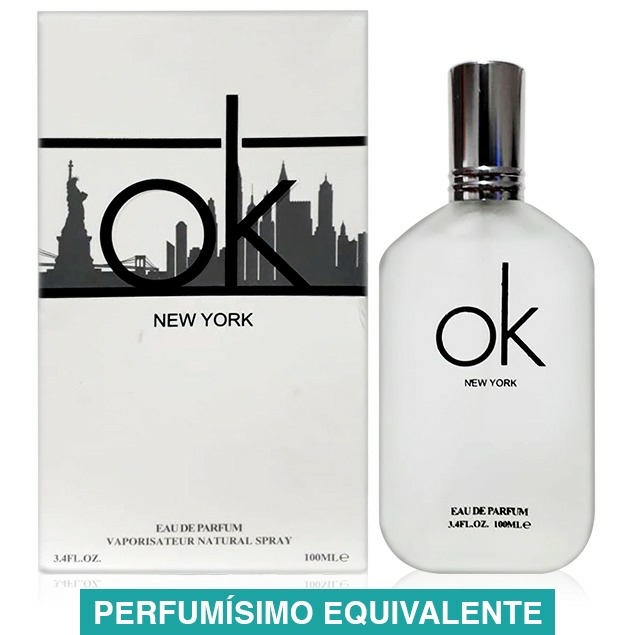 ok
NEW YORK
EAU DE PARFUM
VAPORISATEUR NATURAL SPRAY
3.4FL.OZ. 100ML℮
ok
NEW YORK
EAU DE PARFUM
3.4FL.OZ. 100ML℮
PERFUMÍSIMO EQUIVALENTE